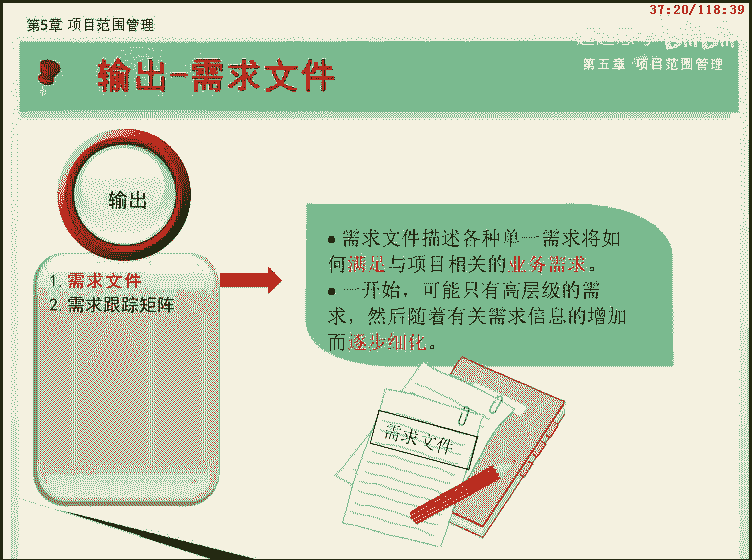 37:20/118:39
第5章 项目范围管理
第五章 项目范围管理
输出-需求文件
输出
1. 需求文件
2. 需求跟踪矩阵
● 需求文件描述各种单一需求将如
何满足与项目相关的业务需求。
● 一开始，可能只有高层级的需
求，然后随着有关需求信息的增加
而逐步细化。
需求文件